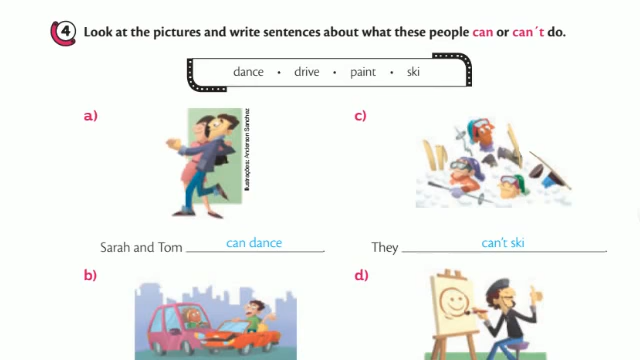 4 Look at the pictures and write sentences about what these people can or can´t do.
dance • drive • paint • ski
a)
Illustrações: Anderson Sanchez
Sarah and Tom can dance.
c)
They can't ski.
b)
d)